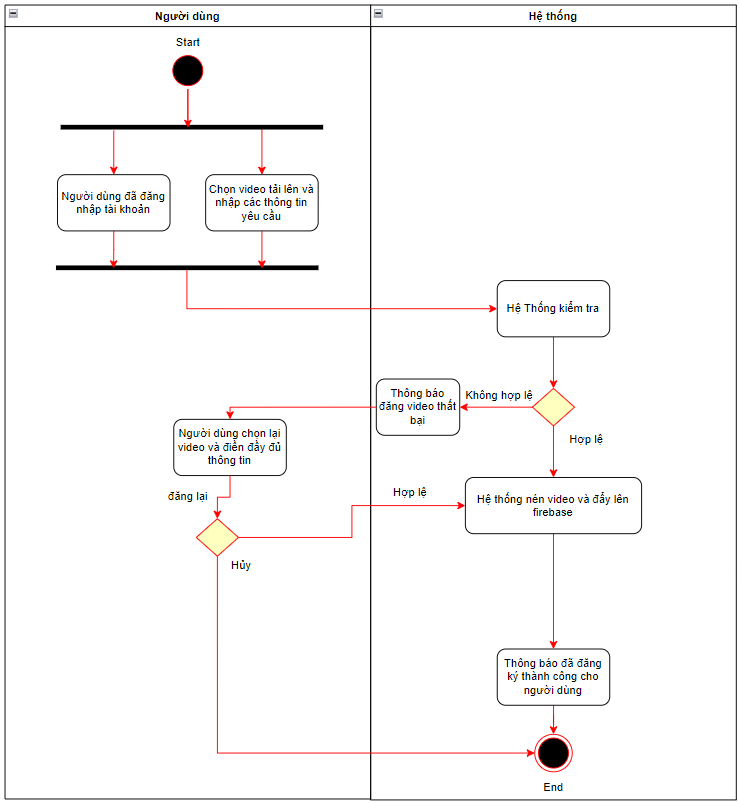 Người dùng
Hệ thống
Start
Người dùng đã đăng
nhập tài khoản
Chọn video tải lên và
nhập các thông tin
yêu cầu
Hệ Thống kiểm tra
Không hợp lệ
Thông báo
đăng video thất
bại
Hợp lệ
Người dùng chọn lại
video và điền đầy đủ
thông tin
đăng lại
Hợp lệ
Hệ thống nén video và đẩy lên
firebase
Hủy
Thông báo đã đăng
ký thành công cho
người dùng
End